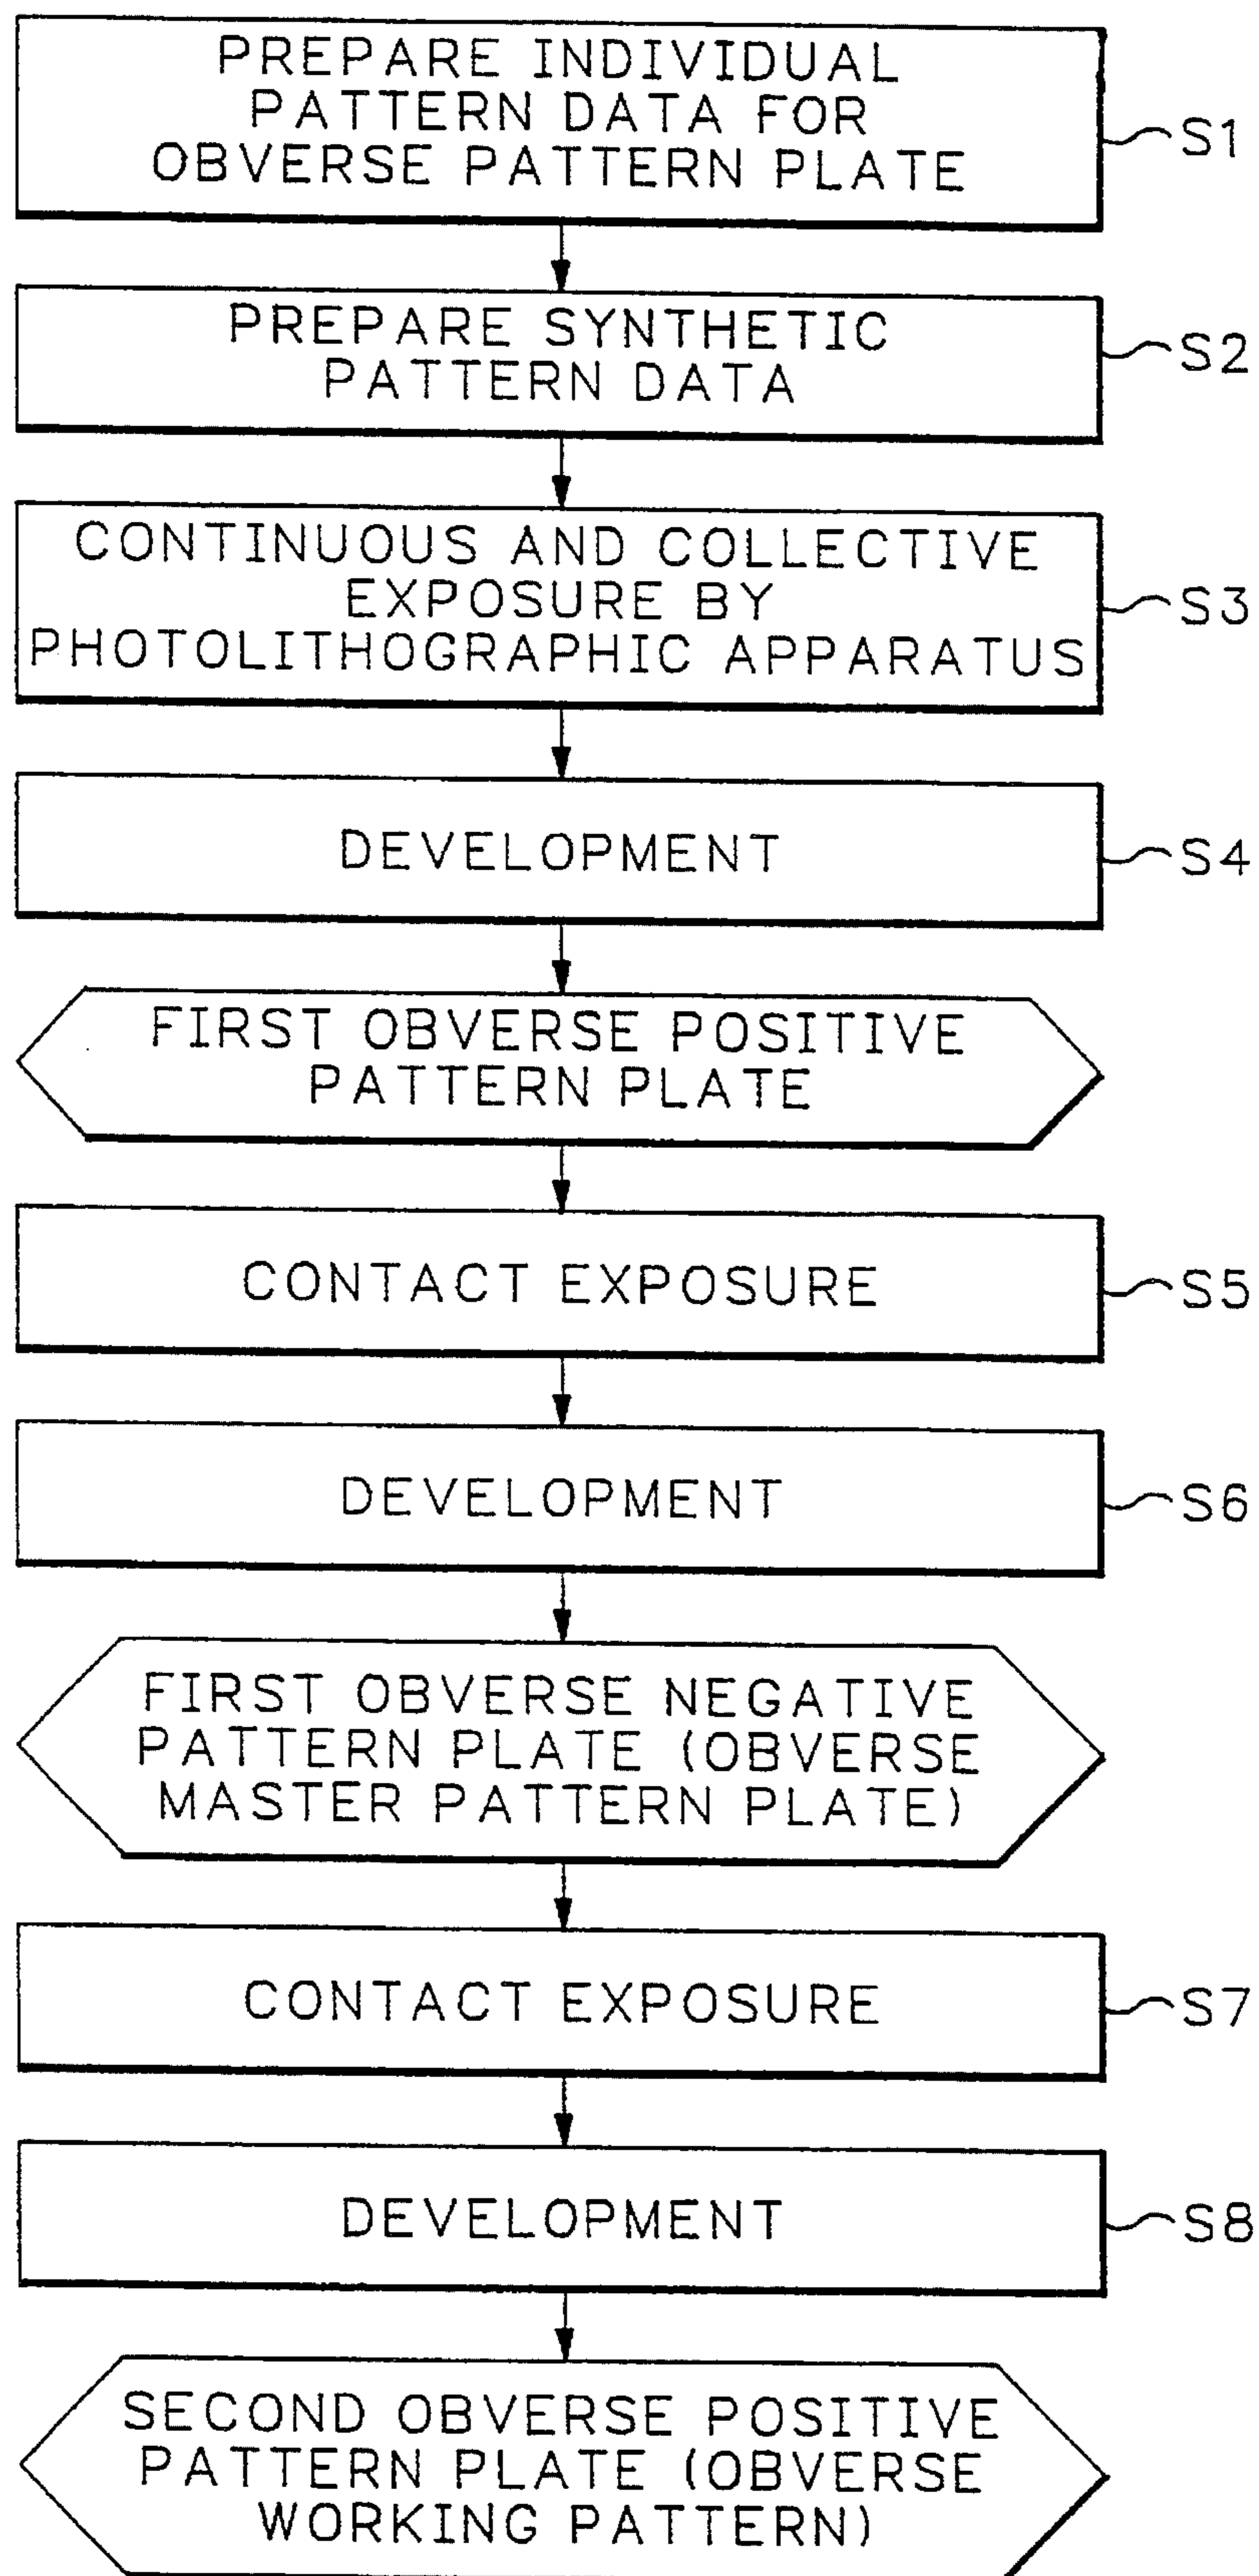 PREPARE INDIVIDUAL
PATTERN DATA FOR
OBVERSE PATTERN PLATE
S1
PREPARE SYNTHETIC
PATTERN DATA
S2
CONTINUOUS AND COLLECTIVE
EXPOSURE BY
PHOTOLITHOGRAPHIC APPARATUS
S3
DEVELOPMENT
S4
FIRST OBVERSE POSITIVE
PATTERN PLATE
CONTACT EXPOSURE
S5
DEVELOPMENT
S6
FIRST OBVERSE NEGATIVE
PATTERN PLATE (OBVERSE
MASTER PATTERN PLATE)
CONTACT EXPOSURE
S7
DEVELOPMENT
S8
SECOND OBVERSE POSITIVE
PATTERN PLATE (OBVERSE
WORKING PATTERN)